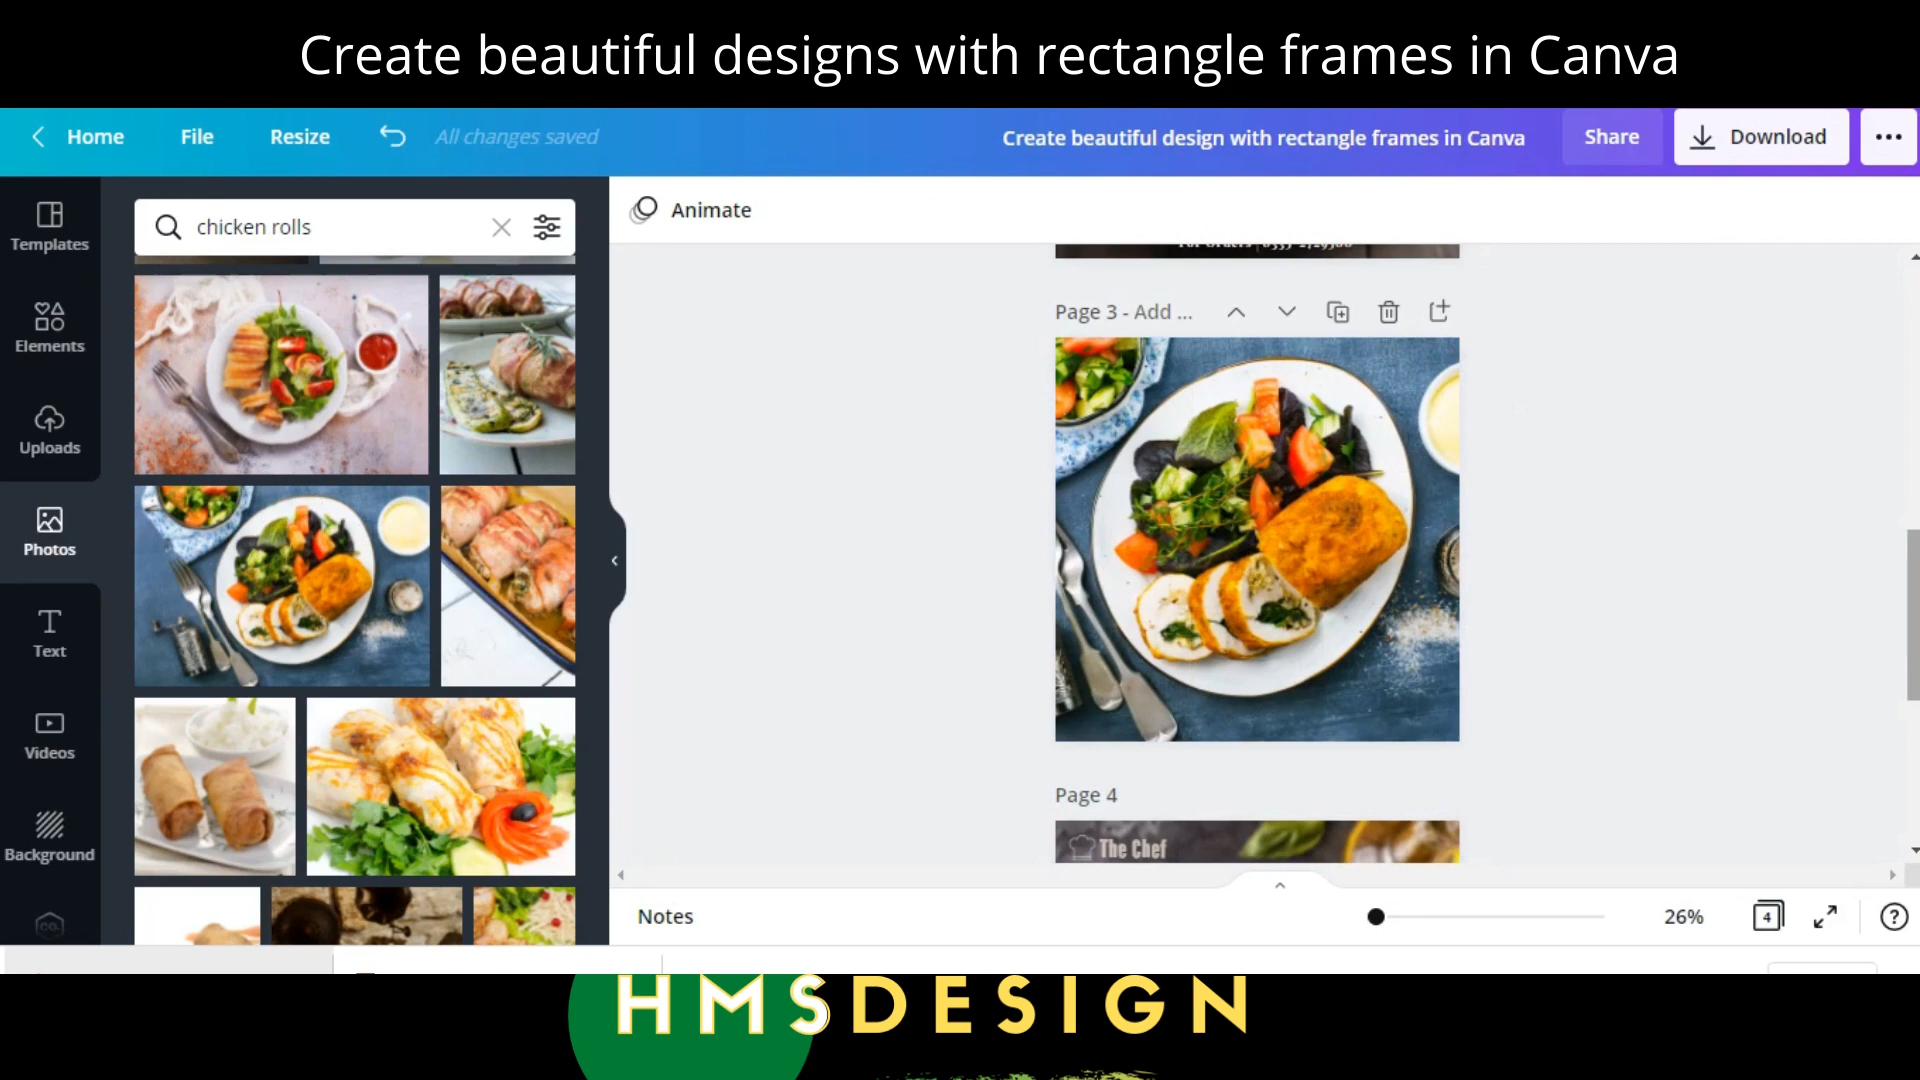 Create beautiful designs with rectangle frames in Canva
Home File Resize All changes saved Create beautiful design with rectangle frames in Canva Share Download
Templates
chicken rolls
Animate
Elements
Page 3 - Add ...
Uploads
Photos
Text
Videos
Page 4
Background
The Chef
CO.
Notes
26%
4
?
HMSDESIGN